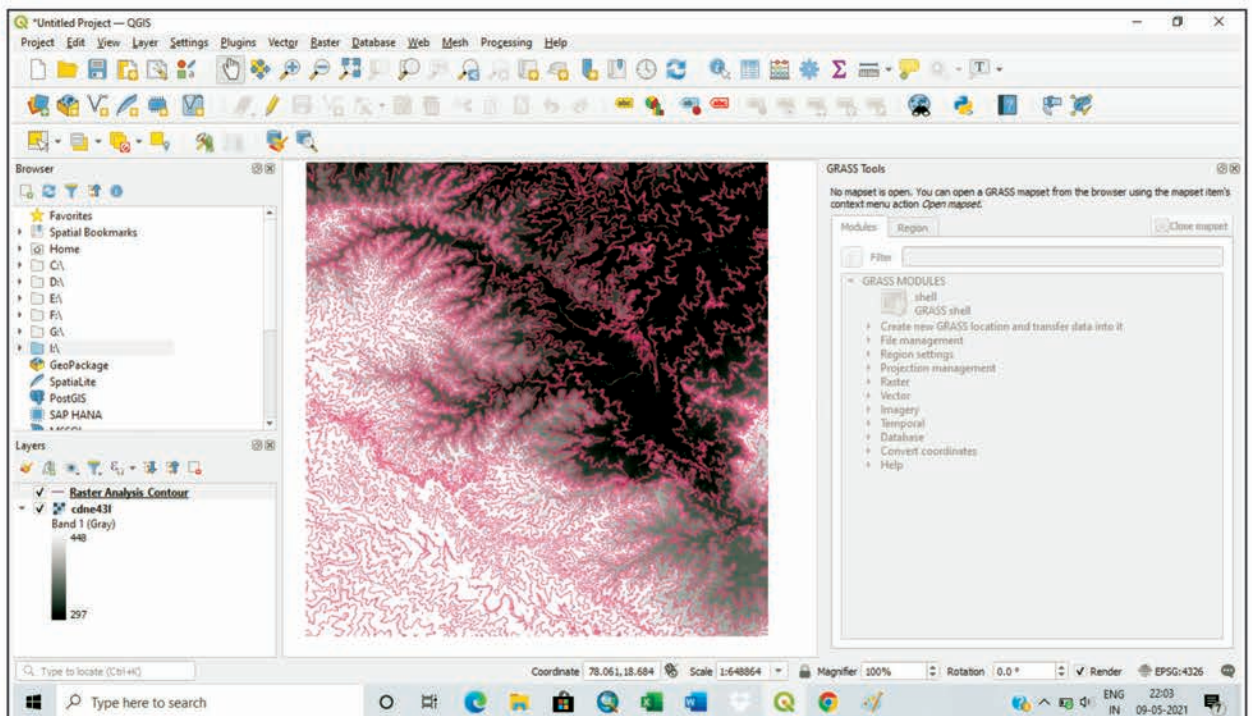 *Untitled Project — QGIS
Project Edit View Layer Settings Plugins Vector Raster Database Web Mesh Processing Help
Browser
Favorites
Spatial Bookmarks
Home
C:\
D:\
E:\
F:\
G:\
I:\
GeoPackage
SpatiaLite
PostGIS
SAP HANA
MSSQL
Layers
Raster Analysis Contour
cdne43l
Band 1 (Gray)
448
297
GRASS Tools
No mapset is open. You can open a GRASS mapset from the browser using the mapset item's
context menu action Open mapset.
Modules Region Close mapset
Filter
GRASS MODULES
shell
GRASS shell
Create new GRASS location and transfer data into it
File management
Region settings
Projection management
Raster
Vector
Imagery
Temporal
Database
Convert coordinates
Help
Type to locate (Ctrl+K) Coordinate 78.061,18.684 Scale 1:648864 Magnifier 100% Rotation 0.0 ° Render EPSG:4326
Type here to search
ENG 22:03
IN 09-05-2021